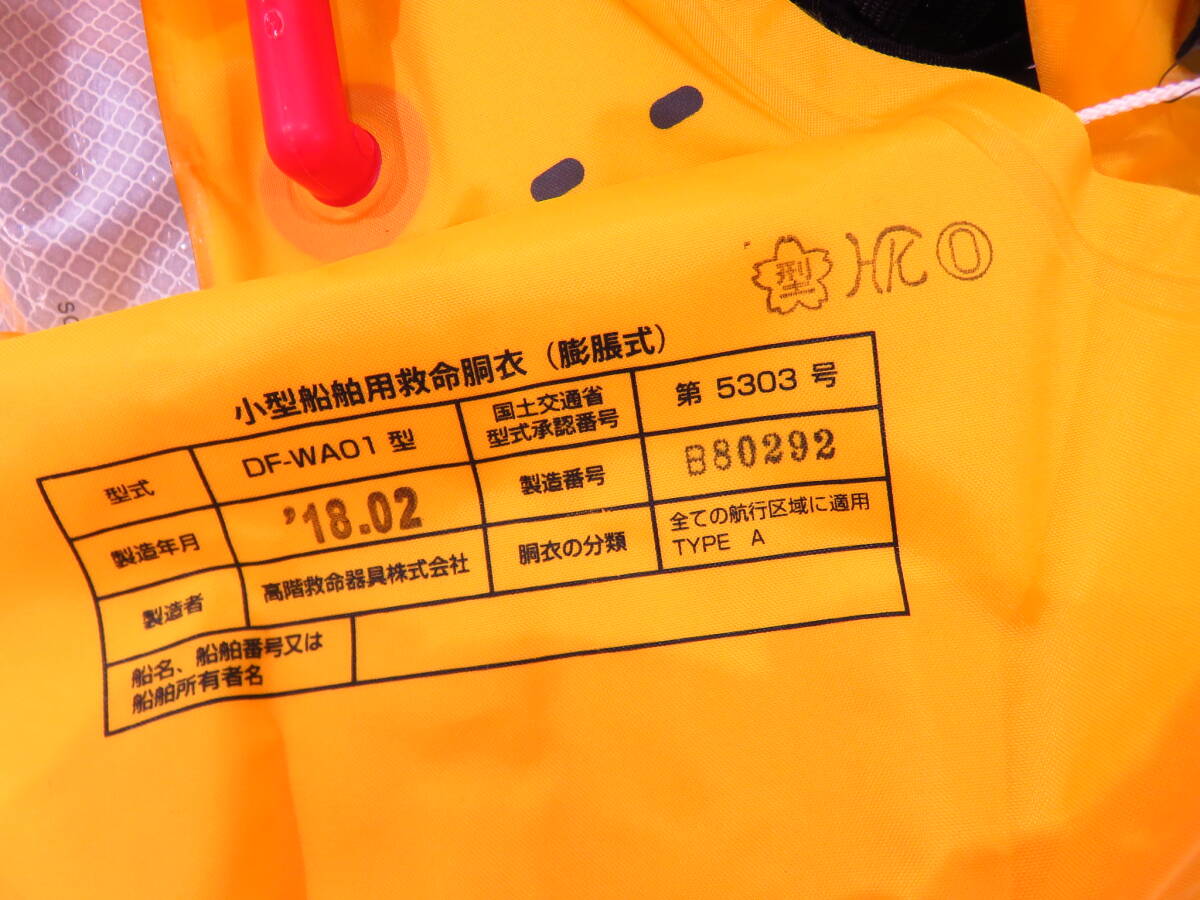 型 HK O
小型船舶用救命胴衣（膨脹式）
型式 DF-WA01 型 国土交通省 型式承認番号 第 5303 号
製造年月 '18.02 製造番号 B80292
製造者 高階救命器具株式会社 胴衣の分類 全ての航行区域に適用 TYPE A
船名、船舶番号又は
船舶所有者名